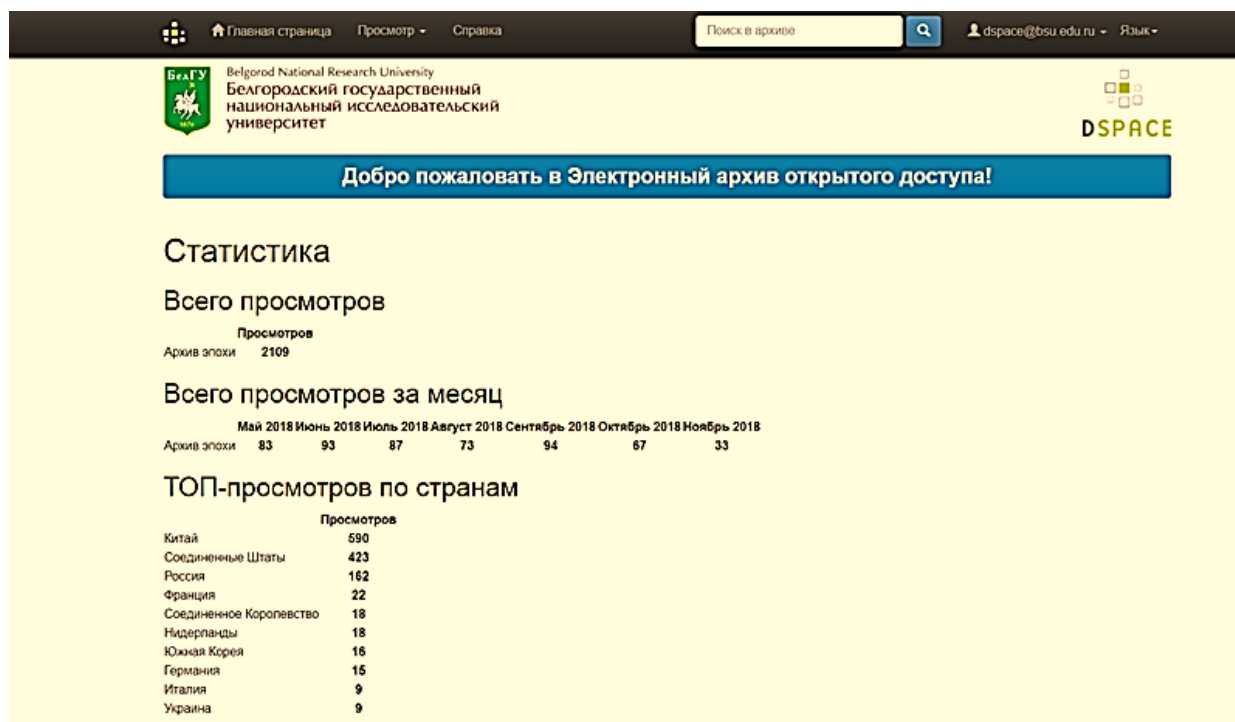 Главная страница Просмотр Справка Поиск в архиве dspace@bsu.edu.ru Язык
БелГУ
1876
Belgorod National Research University
Белгородский государственный
национальный исследовательский
университет
DSPACE
Добро пожаловать в Электронный архив открытого доступа!
Статистика
Всего просмотров
Просмотров
Архив эпохи 2109
Всего просмотров за месяц
Май 2018 Июнь 2018 Июль 2018 Август 2018 Сентябрь 2018 Октябрь 2018 Ноябрь 2018
Архив эпохи 83 93 87 73 94 67 33
ТОП-просмотров по странам
Просмотров
Китай 590
Соединенные Штаты 423
Россия 162
Франция 22
Соединенное Королевство 18
Нидерланды 18
Южная Корея 16
Германия 15
Италия 9
Украина 9